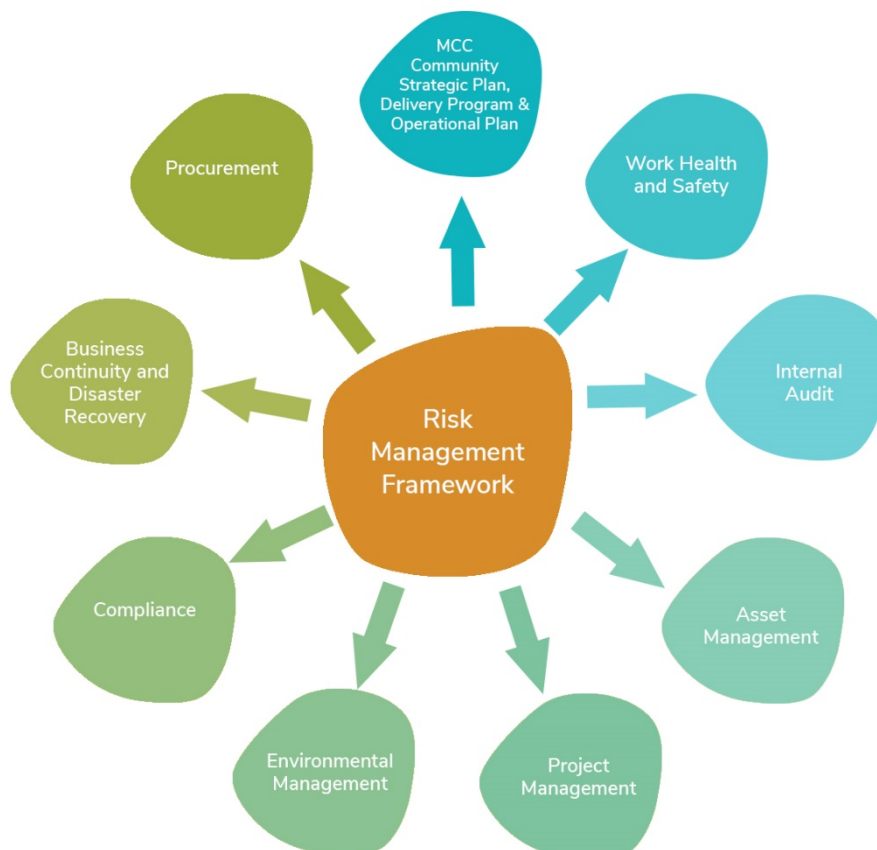 MCC
Community
Strategic Plan,
Delivery Program &
Operational Plan
Work Health
and Safety
Internal
Audit
Asset
Management
Project
Management
Environmental
Management
Compliance
Business
Continuity and
Disaster
Recovery
Procurement
Risk
Management
Framework